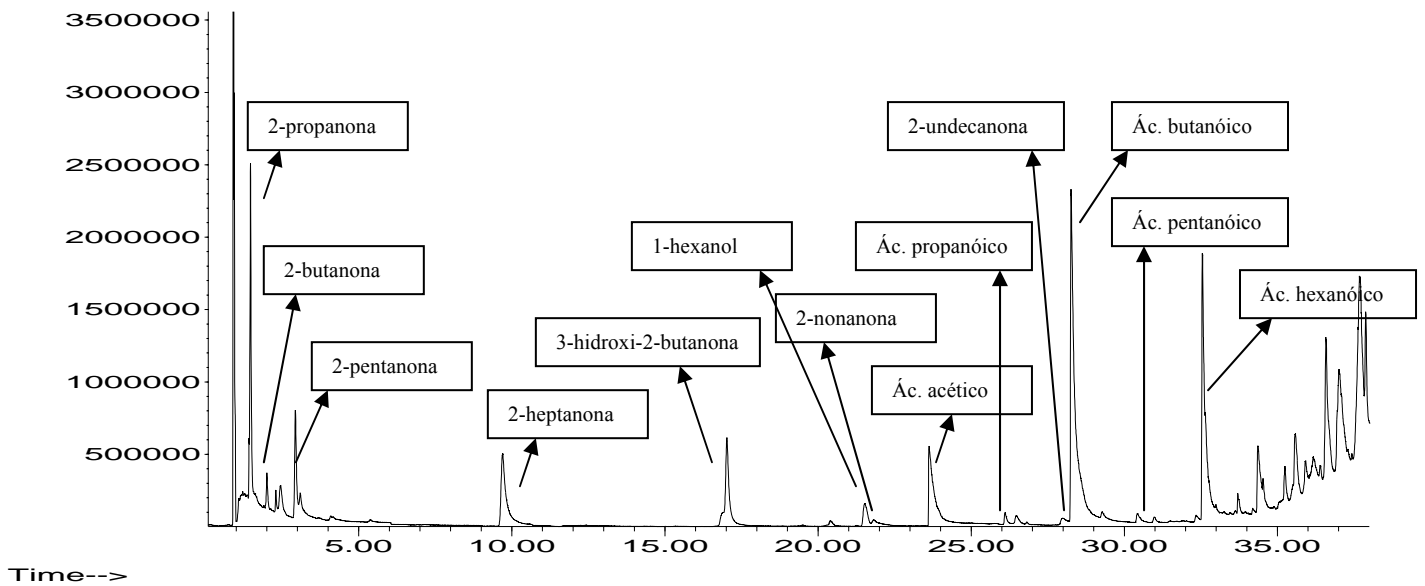 3500000
3000000
2500000
2000000
1500000
1000000
500000
2-propanona
2-undecanona
Ác. butanóico
2-butanona
1-hexanol
Ác. propanóico
Ác. pentanóico
2-pentanona
3-hidroxi-2-butanona
2-nonanona
Ác. hexanóico
2-heptanona
Ác. acético
5.00 10.00 15.00 20.00 25.00 30.00 35.00
Time-->